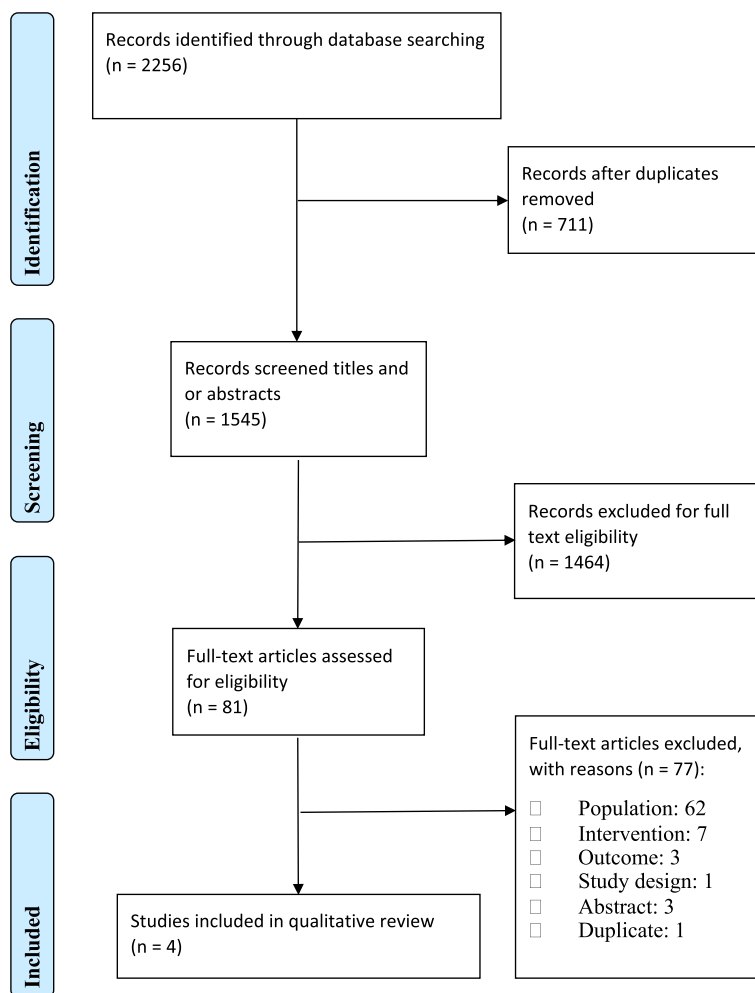 Records identified through database searching
(n = 2256)
Identification
Records after duplicates
removed
(n = 711)
Records screened titles and
or abstracts
(n = 1545)
Screening
Records excluded for full
text eligibility
(n = 1464)
Full-text articles assessed
for eligibility
(n = 81)
Eligibility
Full-text articles excluded,
with reasons (n = 77):
Population: 62
Intervention: 7
Outcome: 3
Study design: 1
Abstract: 3
Duplicate: 1
Studies included in qualitative review
(n = 4)
Included